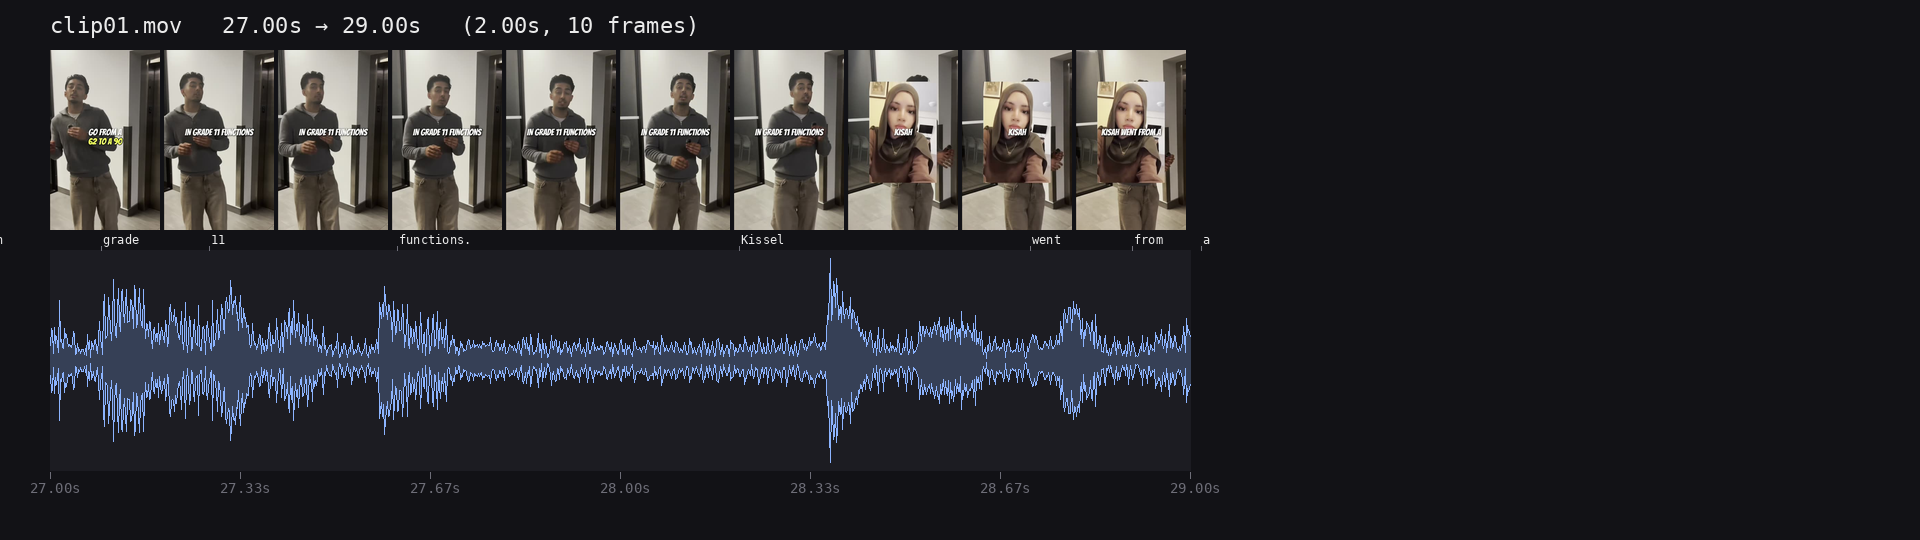 clip01.mov   27.00s → 29.00s   (2.00s, 10 frames)
GO FROM A
62 TO A 90
IN GRADE 11 FUNCTIONS
IN GRADE 11 FUNCTIONS
IN GRADE 11 FUNCTIONS
IN GRADE 11 FUNCTIONS
IN GRADE 11 FUNCTIONS
IN GRADE 11 FUNCTIONS
KISAH
KISAH
KISAH WENT FROM A
grade 11 functions. Kissel went from a
27.00s 27.33s 27.67s 28.00s 28.33s 28.67s 29.00s